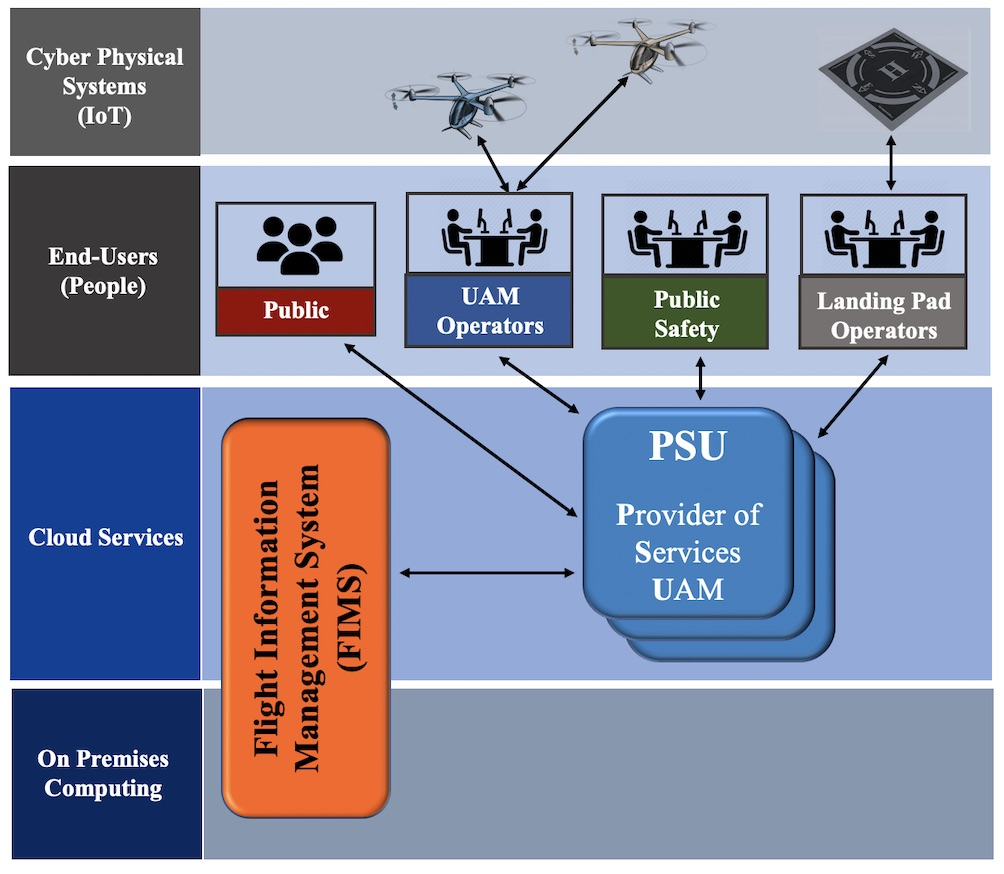 Cyber Physical
Systems
(IoT)
H
End-Users
(People)
Public
UAM
Operators
Public
Safety
Landing Pad
Operators
Cloud Services
Flight Information
Management System
(FIMS)
PSU
Provider of
Services
UAM
On Premises
Computing